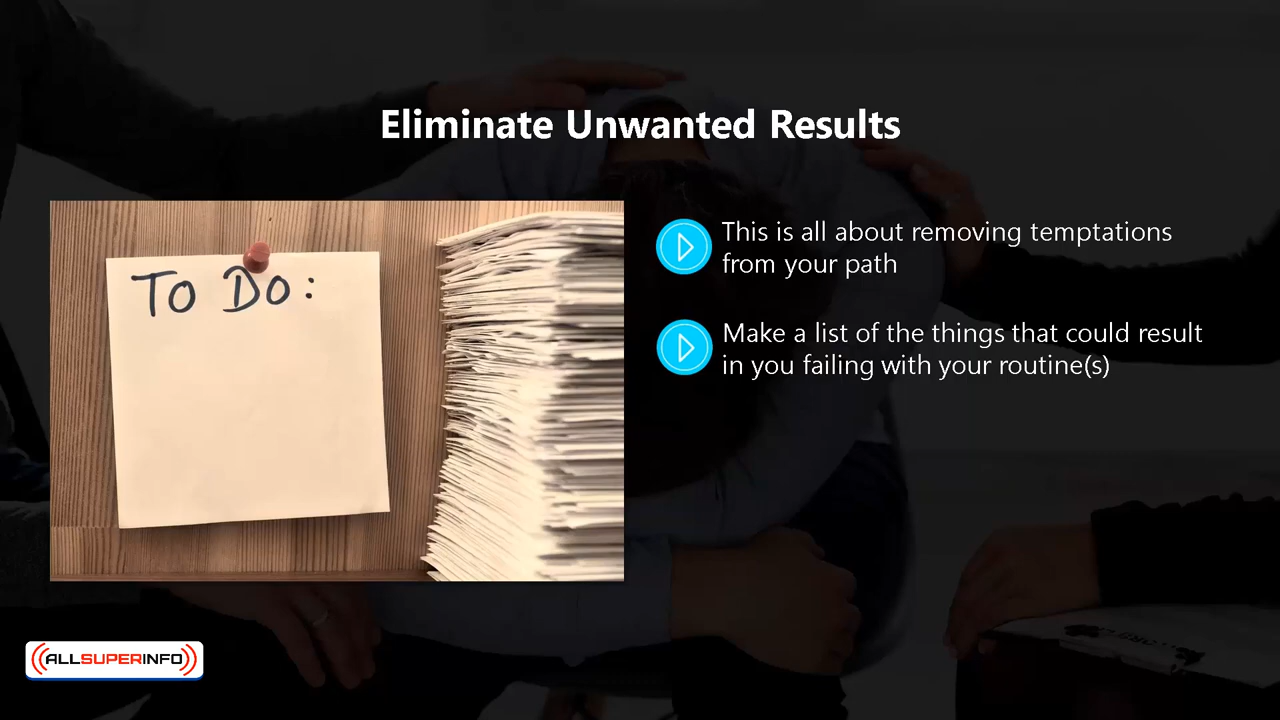 Eliminate Unwanted Results
To Do:
This is all about removing temptations
from your path
Make a list of the things that could result
in you failing with your routine(s)
ALLSUPERINFO